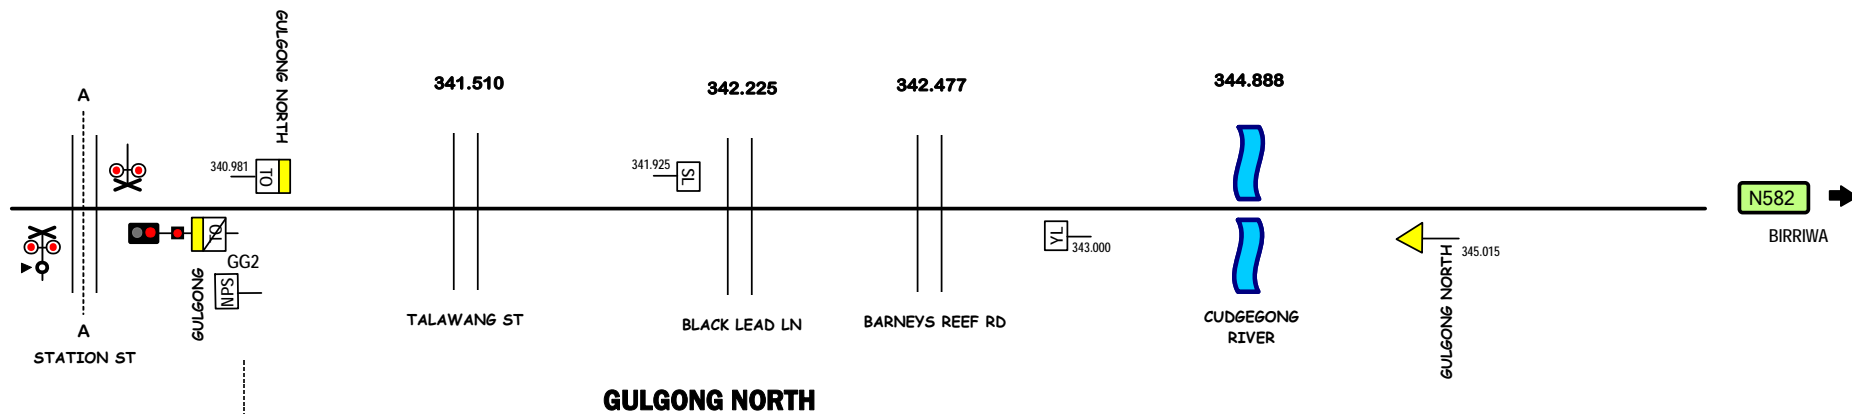 GULGONG NORTH
341.510
342.225
342.477
344.888
A
340.981
TO
341.925
SL
N582
BIRRIWA
TO
GG2
NPS
GULGONG
YL
343.000
345.015
GULGONG NORTH
A
STATION ST
TALAWANG ST
BLACK LEAD LN
BARNEYS REEF RD
CUDGEGONG
RIVER
GULGONG NORTH